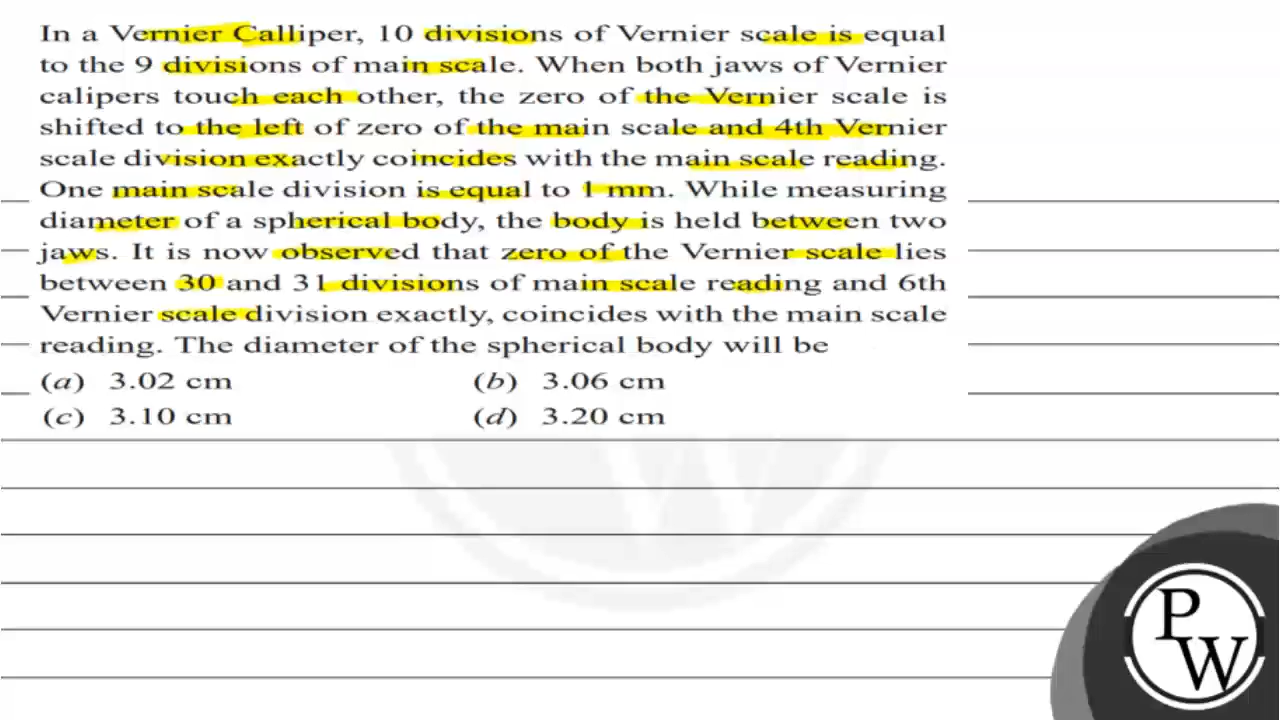 In a Vernier Calliper, 10 divisions of Vernier scale is equal
to the 9 divisions of main scale. When both jaws of Vernier
calipers touch each other, the zero of the Vernier scale is
shifted to the left of zero of the main scale and 4th Vernier
scale division exactly coincides with the main scale reading.
One main scale division is equal to 1 mm. While measuring
diameter of a spherical body, the body is held between two
jaws. It is now observed that zero of the Vernier scale lies
between 30 and 31 divisions of main scale reading and 6th
Vernier scale division exactly, coincides with the main scale
reading. The diameter of the spherical body will be
(a) 3.02 cm (b) 3.06 cm
(c) 3.10 cm (d) 3.20 cm
P
W